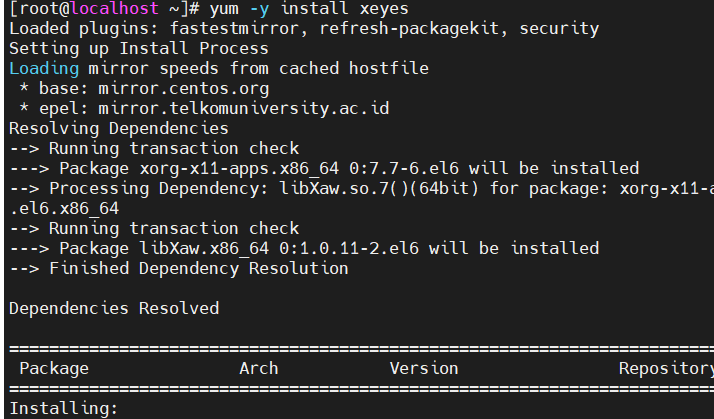 [root@localhost ~]# yum -y install xeyes
Loaded plugins: fastestmirror, refresh-packagekit, security
Setting up Install Process
Loading mirror speeds from cached hostfile
 * base: mirror.centos.org
 * epel: mirror.telkomuniversity.ac.id
Resolving Dependencies
--> Running transaction check
---> Package xorg-x11-apps.x86_64 0:7.7-6.el6 will be installed
--> Processing Dependency: libXaw.so.7()(64bit) for package: xorg-x11-a
.el6.x86_64
--> Running transaction check
---> Package libXaw.x86_64 0:1.0.11-2.el6 will be installed
--> Finished Dependency Resolution

Dependencies Resolved

=======================================================================
 Package               Arch           Version                Repository
=======================================================================
Installing: